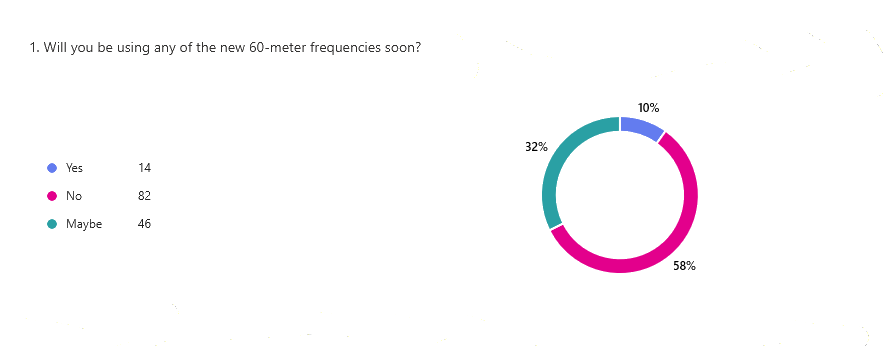 1. Will you be using any of the new 60-meter frequencies soon?
10%
32%
Yes 14
No 82
Maybe 46
58%